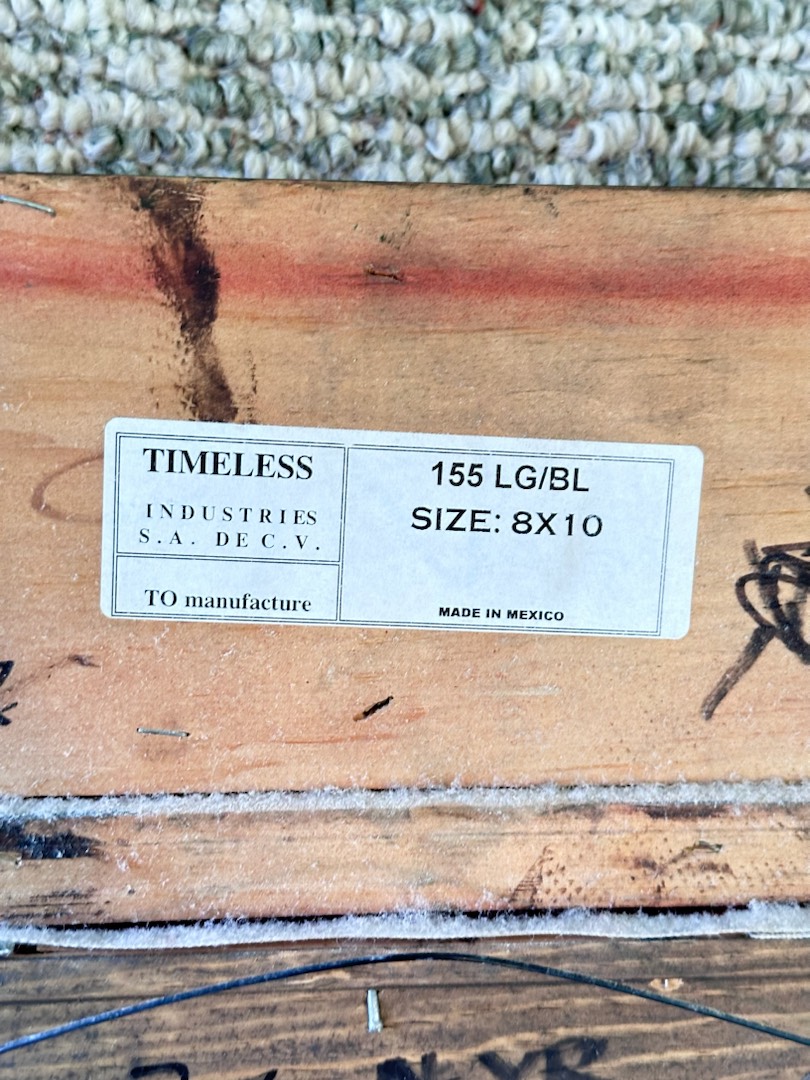 TIMELESS
INDUSTRIES
S.A. DE C.V.
TO manufacture
155 LG/BL
SIZE: 8X10
MADE IN MEXICO